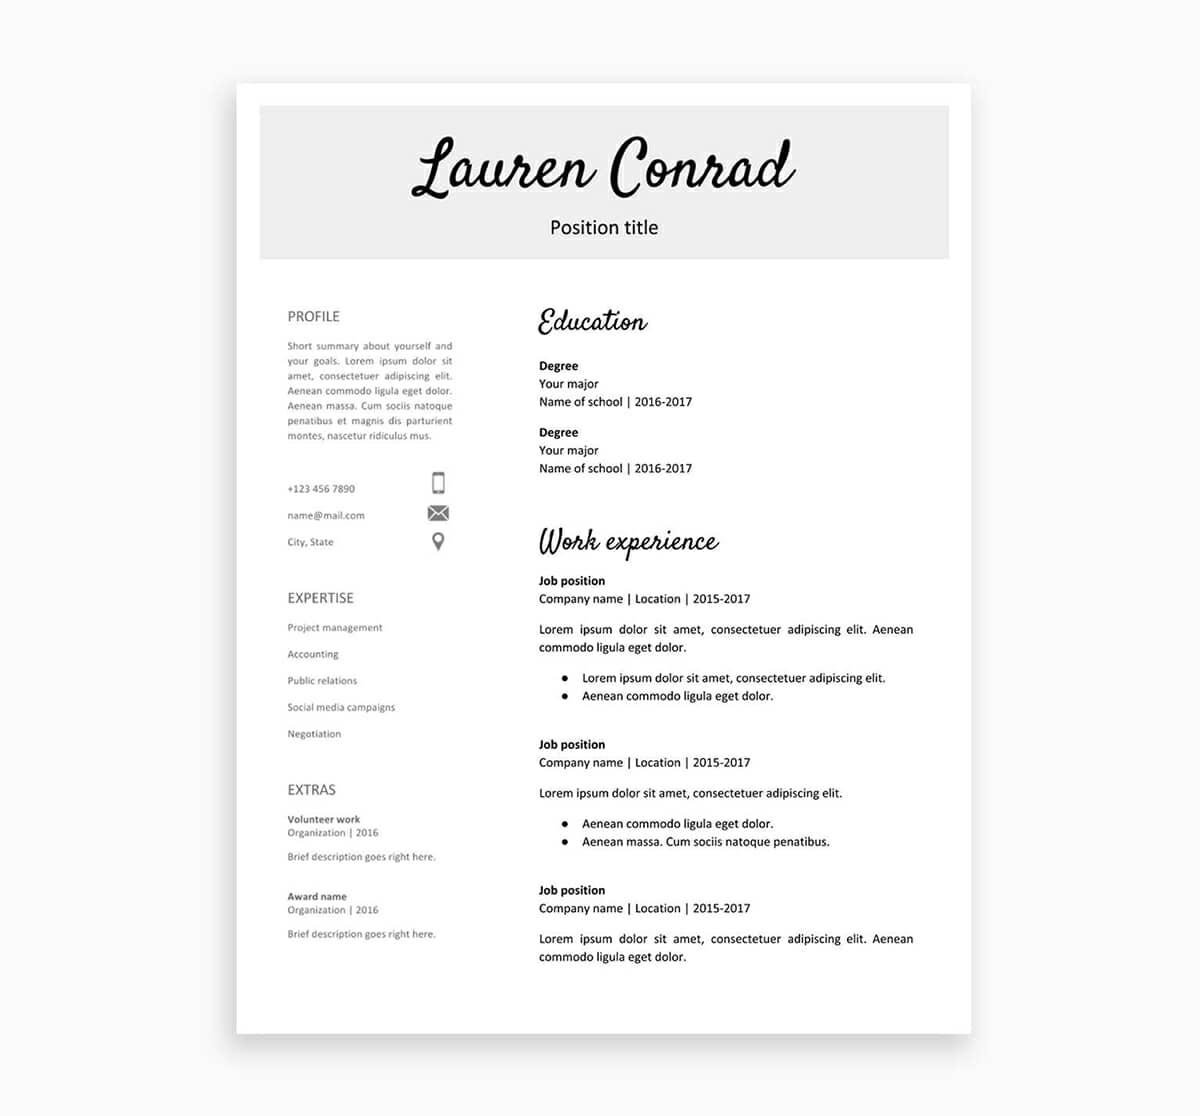 Lauren Conrad
Position title
PROFILE
Short summary about yourself and
your goals. Lorem ipsum dolor sit
amet, consectetuer adipiscing elit.
Aenean commodo ligula eget dolor.
Aenean massa. Cum sociis natoque
penatibus et magnis dis parturient
montes, nascetur ridiculus mus.
+123 456 7890
name@mail.com
City, State
EXPERTISE
Project management
Accounting
Public relations
Social media campaigns
Negotiation
EXTRAS
Volunteer work
Organization | 2016
Brief description goes right here.
Award name
Organization | 2016
Brief description goes right here.
Education
Degree
Your major
Name of school | 2016-2017
Degree
Your major
Name of school | 2016-2017
Work experience
Job position
Company name | Location | 2015-2017
Lorem ipsum dolor sit amet, consectetuer adipiscing elit. Aenean
commodo ligula eget dolor.
● Lorem ipsum dolor sit amet, consectetuer adipiscing elit.
● Aenean commodo ligula eget dolor.
Job position
Company name | Location | 2015-2017
Lorem ipsum dolor sit amet, consectetuer adipiscing elit.
● Aenean commodo ligula eget dolor.
● Aenean massa. Cum sociis natoque penatibus.
Job position
Company name | Location | 2015-2017
Lorem ipsum dolor sit amet, consectetuer adipiscing elit. Aenean
commodo ligula eget dolor.